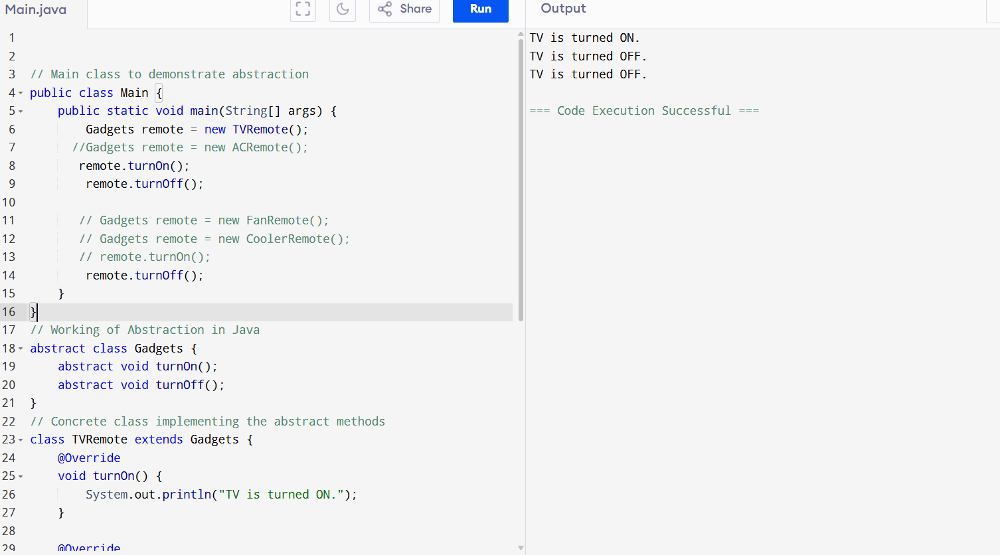 Main.java
Share
Run
Output
1
2
3 // Main class to demonstrate abstraction
4 public class Main {
5 public static void main(String[] args) {
6 Gadgets remote = new TVRemote();
7 //Gadgets remote = new ACRemote();
8 remote.turnOn();
9 remote.turnOff();
10
11 // Gadgets remote = new FanRemote();
12 // Gadgets remote = new CoolerRemote();
13 // remote.turnOn();
14 remote.turnOff();
15 }
16 }
17 // Working of Abstraction in Java
18 abstract class Gadgets {
19 abstract void turnOn();
20 abstract void turnOff();
21 }
22 // Concrete class implementing the abstract methods
23 class TVRemote extends Gadgets {
24 @Override
25 void turnOn() {
26 System.out.println("TV is turned ON.");
27 }
28
29 @Override
TV is turned ON.
TV is turned OFF.
TV is turned OFF.
=== Code Execution Successful ===